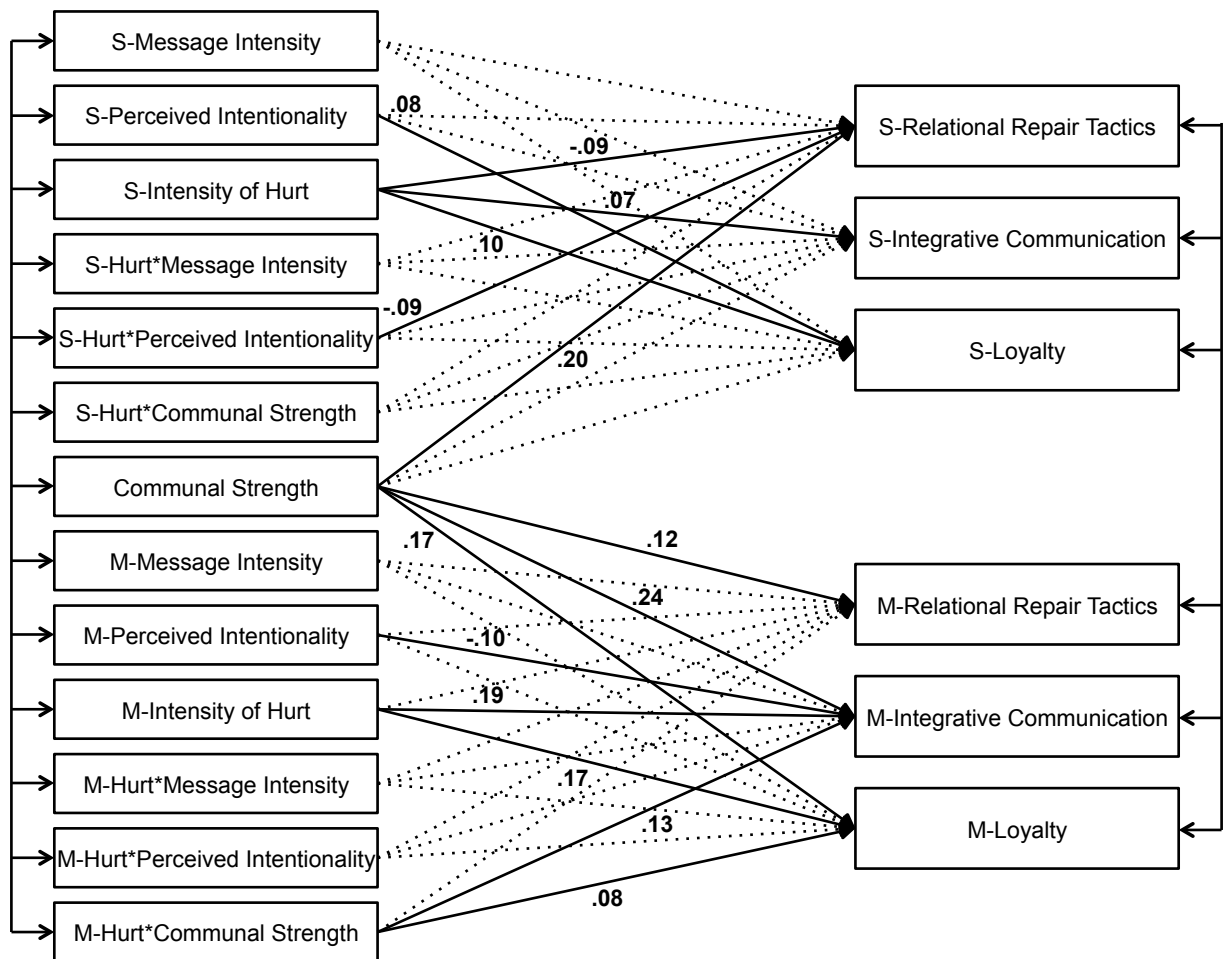 S-Message Intensity
S-Perceived Intentionality
S-Intensity of Hurt
S-Hurt*Message Intensity
S-Hurt*Perceived Intentionality
S-Hurt*Communal Strength
Communal Strength
M-Message Intensity
M-Perceived Intentionality
M-Intensity of Hurt
M-Hurt*Message Intensity
M-Hurt*Perceived Intentionality
M-Hurt*Communal Strength
.08
-.09
.07
.10
-.09
.20
.17
.12
.24
-.10
.19
.17
.13
.08
S-Relational Repair Tactics
S-Integrative Communication
S-Loyalty
M-Relational Repair Tactics
M-Integrative Communication
M-Loyalty